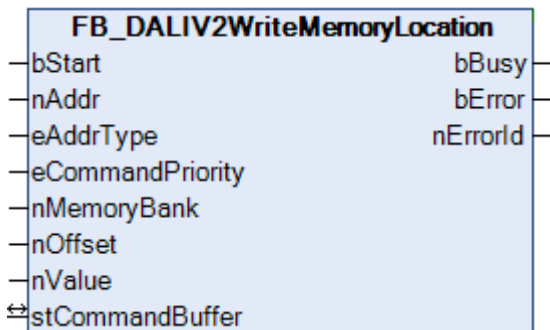 FB_DALIV2WriteMemoryLocation
bStart bBusy
nAddr bError
eAddrType nErrorId
eCommandPriority
nMemoryBank
nOffset
nValue
stCommandBuffer